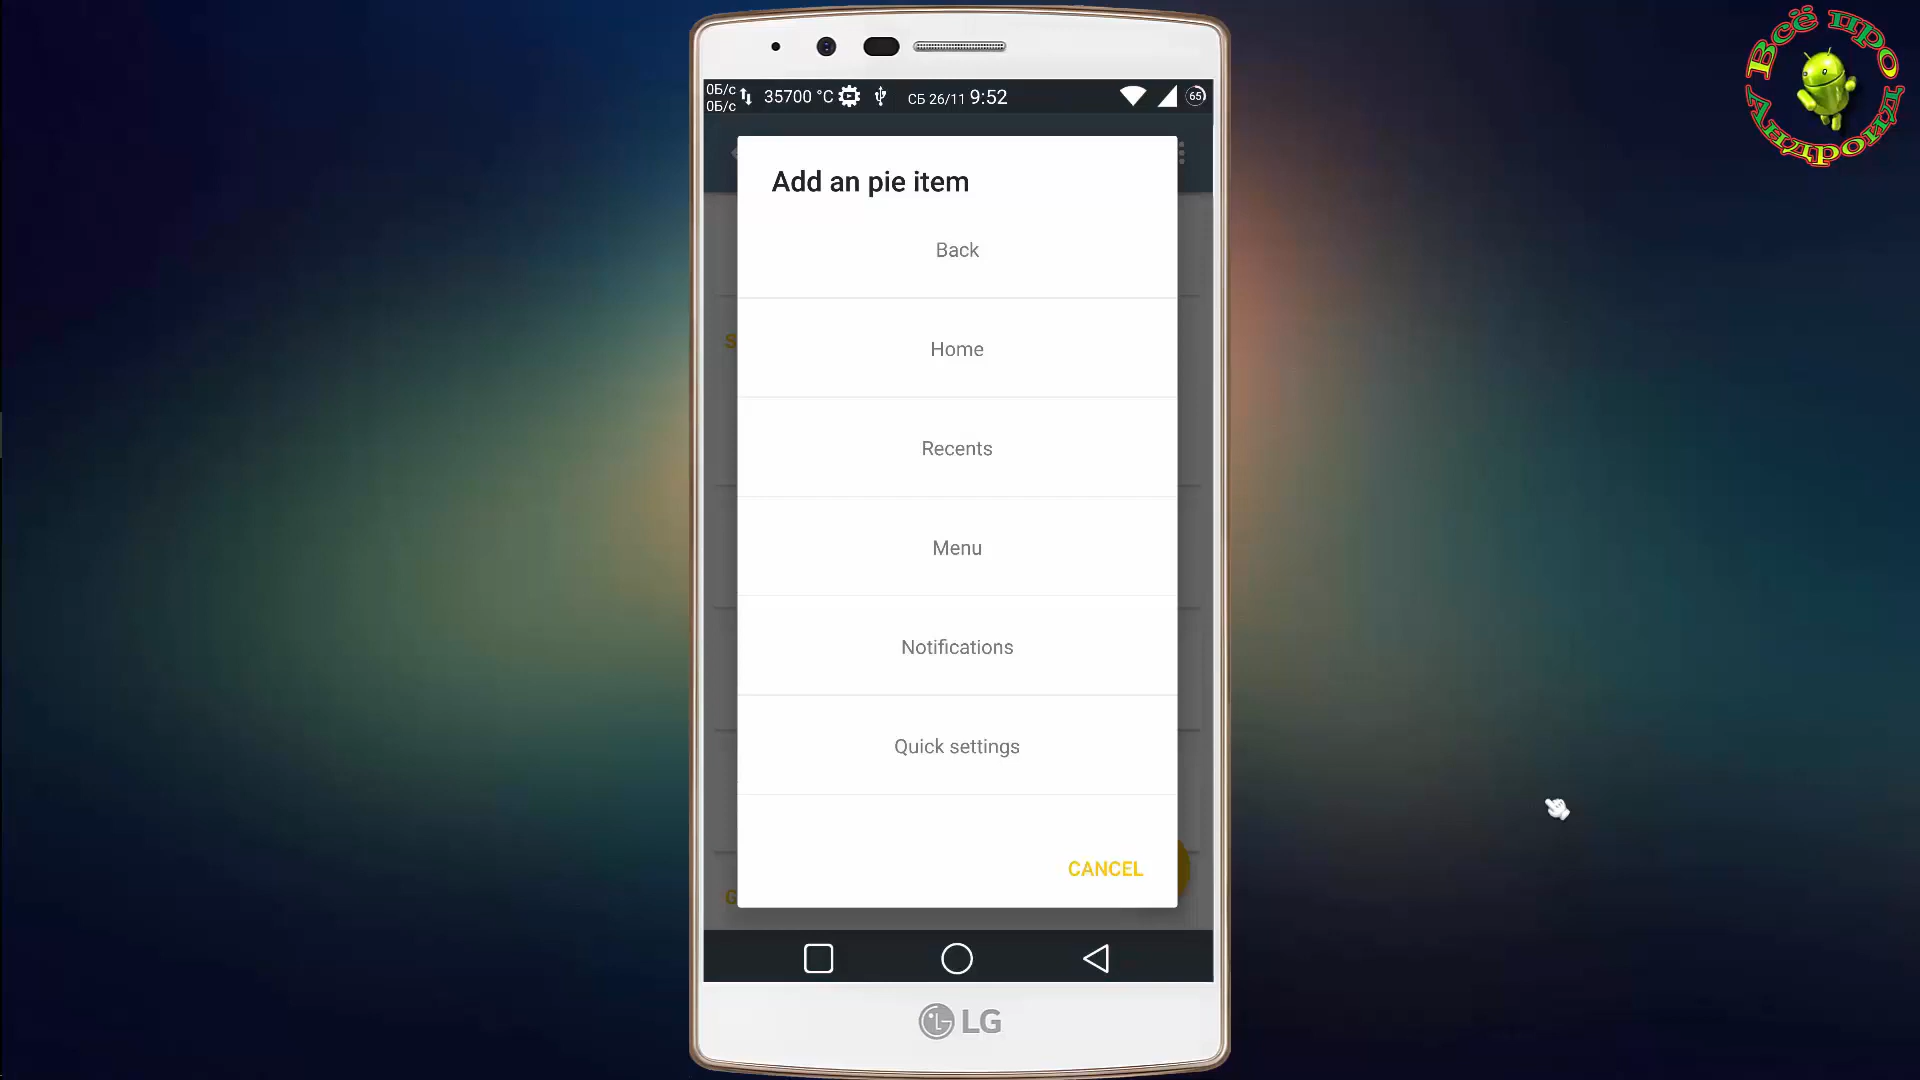 Всё про
Андроид
0Б/с
0Б/с
35700 °C
СБ 26/11 9:52
65
Add an pie item
Back
S
Home
Recents
Menu
Notifications
Quick settings
CANCEL
G
LG